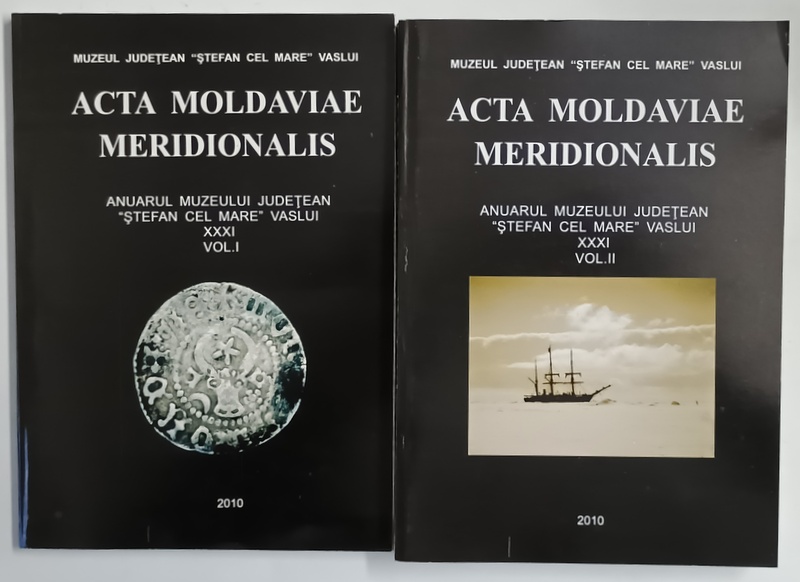 MUZEUL JUDEŢEAN “ŞTEFAN CEL MARE” VASLUI
ACTA MOLDAVIAE
MERIDIONALIS
ANUARUL MUZEULUI JUDEŢEAN
“ŞTEFAN CEL MARE” VASLUI
XXXI
VOL.I
2010
MUZEUL JUDEŢEAN “ŞTEFAN CEL MARE” VASLUI
ACTA MOLDAVIAE
MERIDIONALIS
ANUARUL MUZEULUI JUDEŢEAN
“ŞTEFAN CEL MARE” VASLUI
XXXI
VOL.II
2010